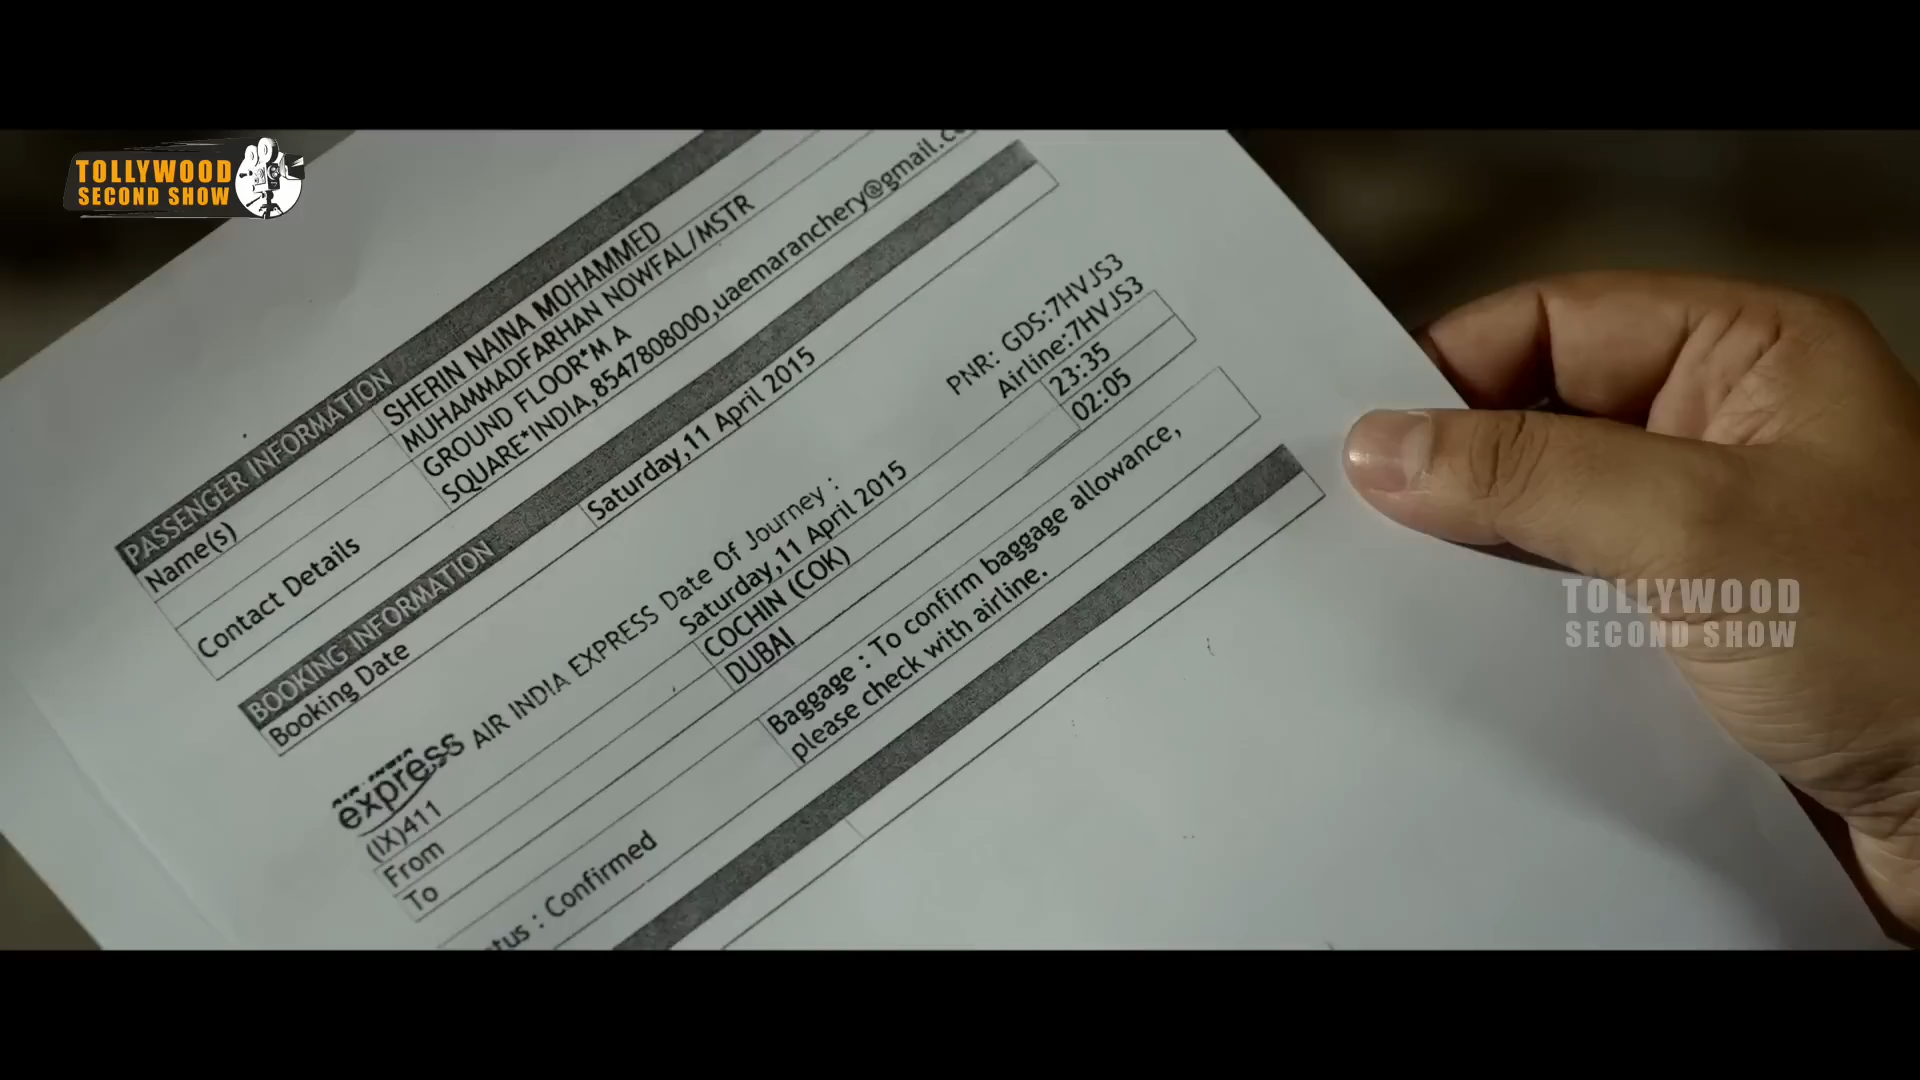 TOLLYWOOD
SECOND SHOW
PASSENGER INFORMATION
Name(s)
SHERIN NAINA MOHAMMED
MUHAMMADFARHAN NOWFAL/MSTR
Contact Details
GROUND FLOOR*M A
SQUARE*INDIA,8547808000,uaemaranchery@gmail.c
BOOKING INFORMATION
Booking Date
Saturday,11 April 2015
express
AIR INDIA EXPRESS Date Of Journey :
Saturday,11 April 2015
PNR: GDS:7HVJS3
Airline:7HVJS3
(IX)411
From
COCHIN (COK)
23:35
To
DUBAI
02:05
Baggage : To confirm baggage allowance,
please check with airline.
tus : Confirmed
TOLLYWOOD
SECOND SHOW